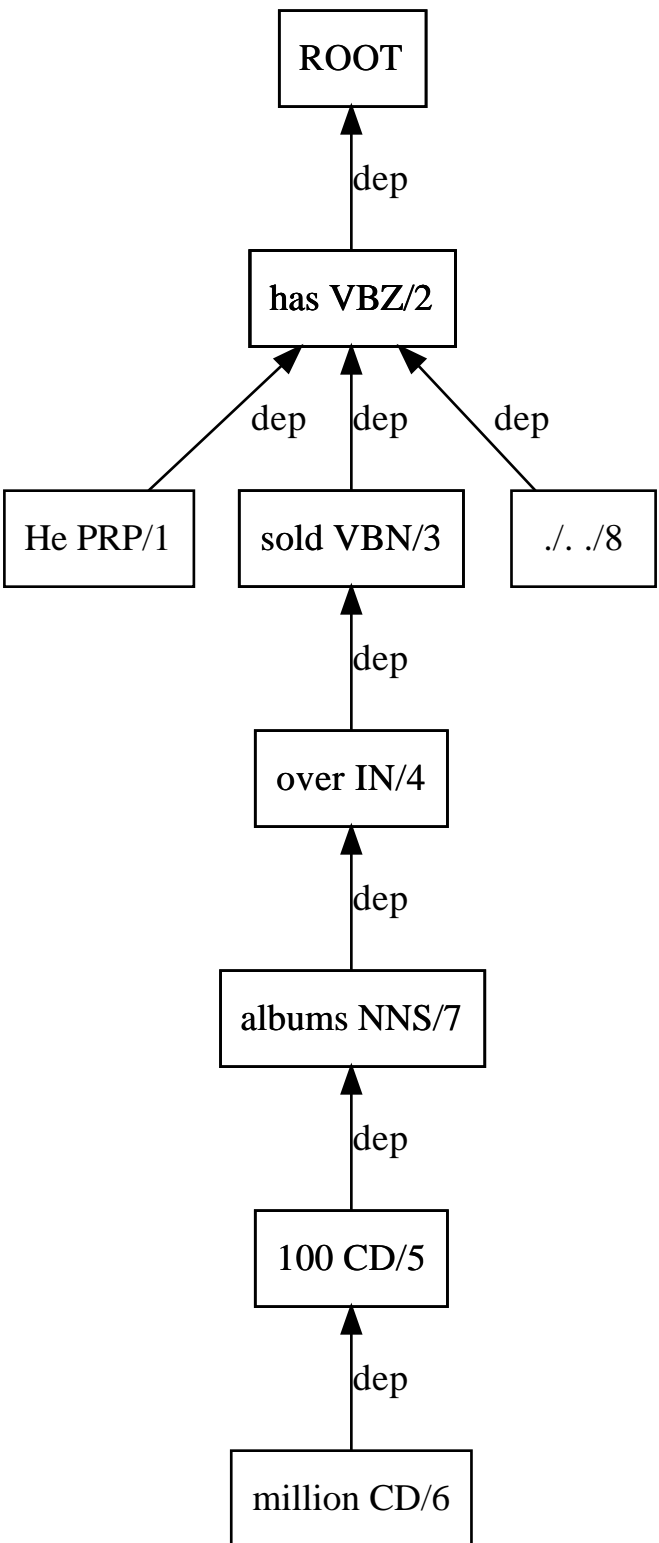 ROOT
dep
has VBZ/2
dep dep dep
He PRP/1 sold VBN/3 ./. ./8
dep
over IN/4
dep
albums NNS/7
dep
100 CD/5
dep
million CD/6